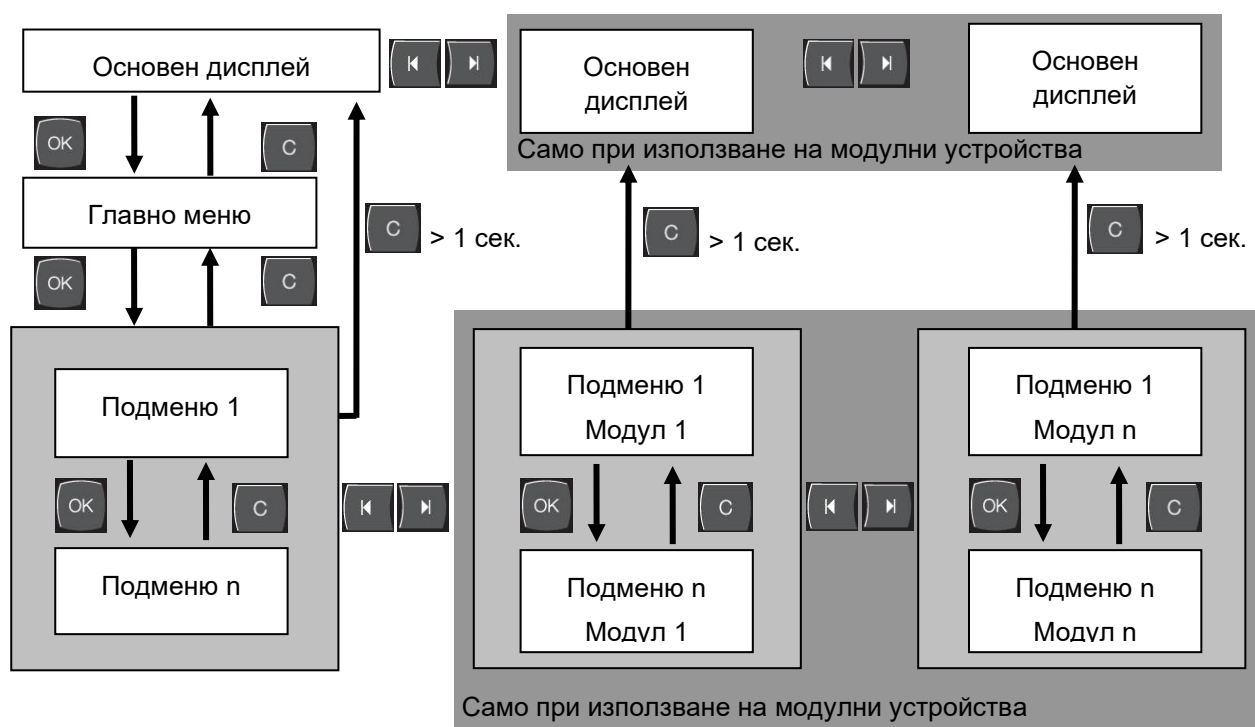 Основен дисплей
Основен
дисплей
Основен
дисплей
Само при използване на модулни устройства
OK
C
Главно меню
C > 1 сек.
C > 1 сек.
C > 1 сек.
OK
C
Подменю 1
OK
C
Подменю n
Подменю 1
Модул 1
OK
C
Подменю n
Модул 1
Подменю 1
Модул n
OK
C
Подменю n
Модул n
Само при използване на модулни устройства